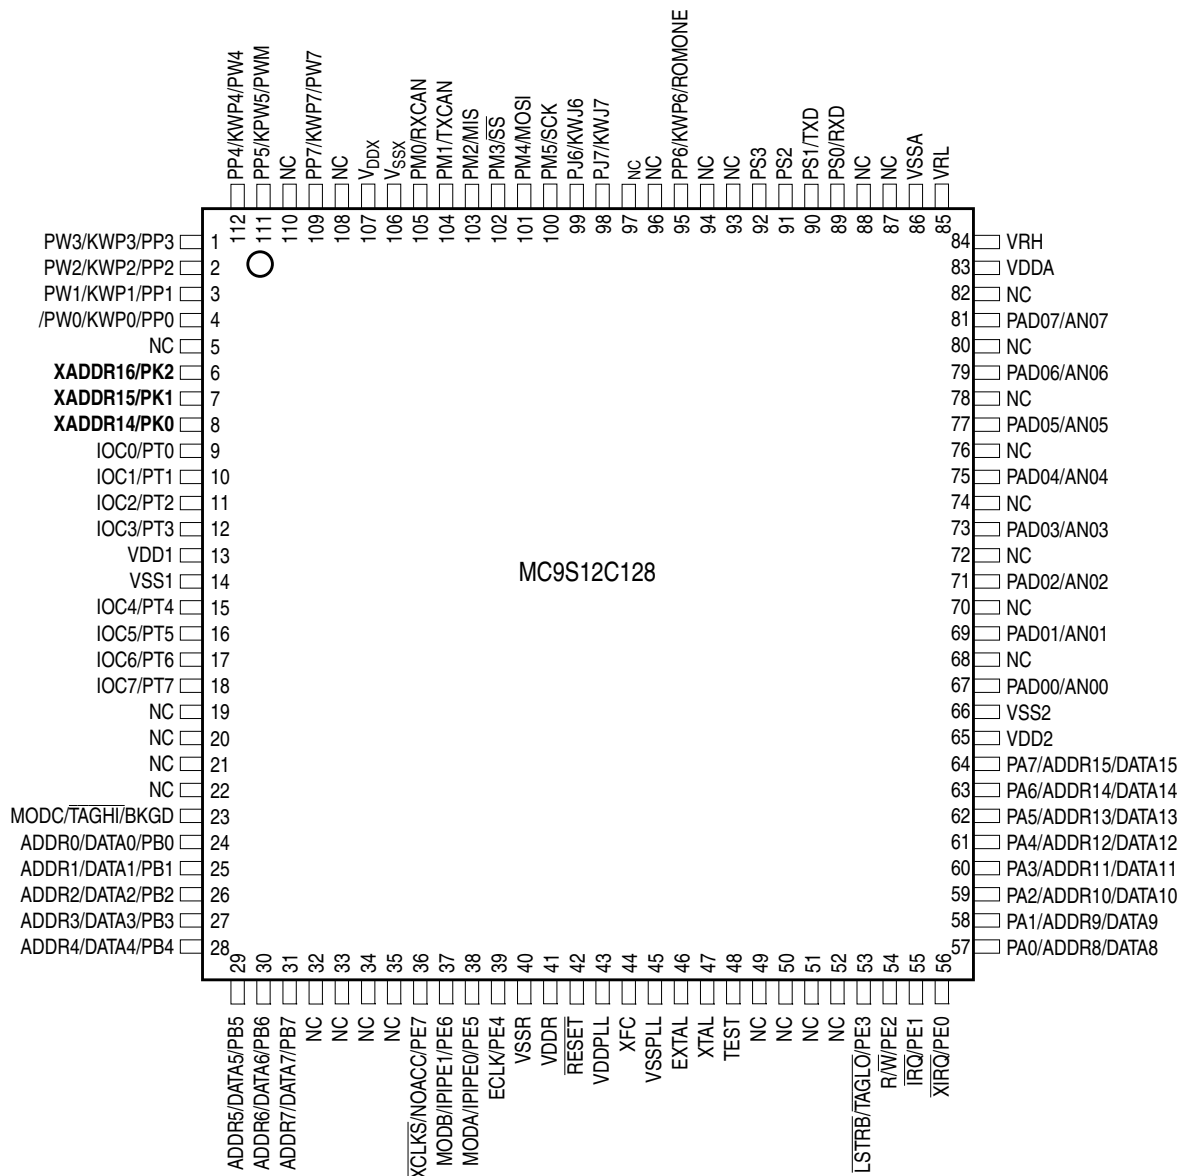 PP4/KWP4/PW4
PP5/KPW5/PWM
NC
PP7/KWP7/PW7
NC
VDDX
VSSX
PM0/RXCAN
PM1/TXCAN
PM2/MIS
PM3/S̅S̅
PM4/MOSI
PM5/SCK
PJ6/KWJ6
PJ7/KWJ7
NC
NC
PP6/KWP6/ROMONE
NC
NC
PS3
PS2
PS1/TXD
PS0/RXD
NC
NC
VSSA
VRL
112
111
110
109
108
107
106
105
104
103
102
101
100
99
98
97
96
95
94
93
92
91
90
89
88
87
86
85
PW3/KWP3/PP3 1
PW2/KWP2/PP2 2
PW1/KWP1/PP1 3
/PW0/KWP0/PP0 4
NC 5
XADDR16/PK2 6
XADDR15/PK1 7
XADDR14/PK0 8
IOC0/PT0 9
IOC1/PT1 10
IOC2/PT2 11
IOC3/PT3 12
VDD1 13
VSS1 14
IOC4/PT4 15
IOC5/PT5 16
IOC6/PT6 17
IOC7/PT7 18
NC 19
NC 20
NC 21
NC 22
MODC/T̅A̅G̅H̅I̅/BKGD 23
ADDR0/DATA0/PB0 24
ADDR1/DATA1/PB1 25
ADDR2/DATA2/PB2 26
ADDR3/DATA3/PB3 27
ADDR4/DATA4/PB4 28
MC9S12C128
84 VRH
83 VDDA
82 NC
81 PAD07/AN07
80 NC
79 PAD06/AN06
78 NC
77 PAD05/AN05
76 NC
75 PAD04/AN04
74 NC
73 PAD03/AN03
72 NC
71 PAD02/AN02
70 NC
69 PAD01/AN01
68 NC
67 PAD00/AN00
66 VSS2
65 VDD2
64 PA7/ADDR15/DATA15
63 PA6/ADDR14/DATA14
62 PA5/ADDR13/DATA13
61 PA4/ADDR12/DATA12
60 PA3/ADDR11/DATA11
59 PA2/ADDR10/DATA10
58 PA1/ADDR9/DATA9
57 PA0/ADDR8/DATA8
29
30
31
32
33
34
35
36
37
38
39
40
41
42
43
44
45
46
47
48
49
50
51
52
53
54
55
56
ADDR5/DATA5/PB5
ADDR6/DATA6/PB6
ADDR7/DATA7/PB7
NC
NC
NC
NC
X̅C̅L̅K̅S̅/NOACC/PE7
MODB/IPIPE1/PE6
MODA/IPIPE0/PE5
ECLK/PE4
VSSR
VDDR
R̅E̅S̅E̅T̅
VDDPLL
XFC
VSSPLL
EXTAL
XTAL
TEST
NC
NC
NC
NC
L̅S̅T̅R̅B̅/T̅A̅G̅L̅O̅/PE3
R/W̅/PE2
I̅R̅Q̅/PE1
X̅I̅R̅Q̅/PE0